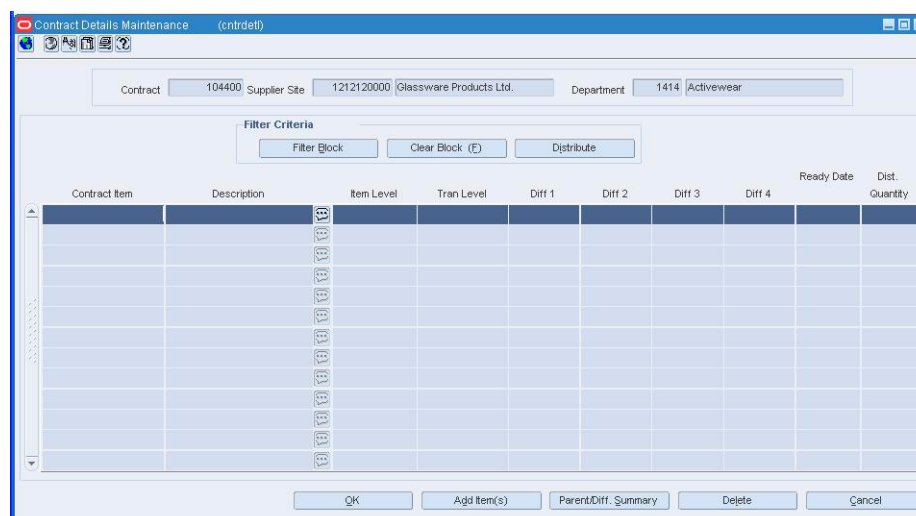 Contract Details Maintenance (cntrdetl)
Contract 104400 Supplier Site 1212120000 Glassware Products Ltd. Department 1414 Activewear
Filter Criteria
Filter Block Clear Block (F) Distribute
Ready Date Dist.
Contract Item Description Item Level Tran Level Diff 1 Diff 2 Diff 3 Diff 4 Quantity
OK Add Item(s) Parent/Diff. Summary Delete Cancel